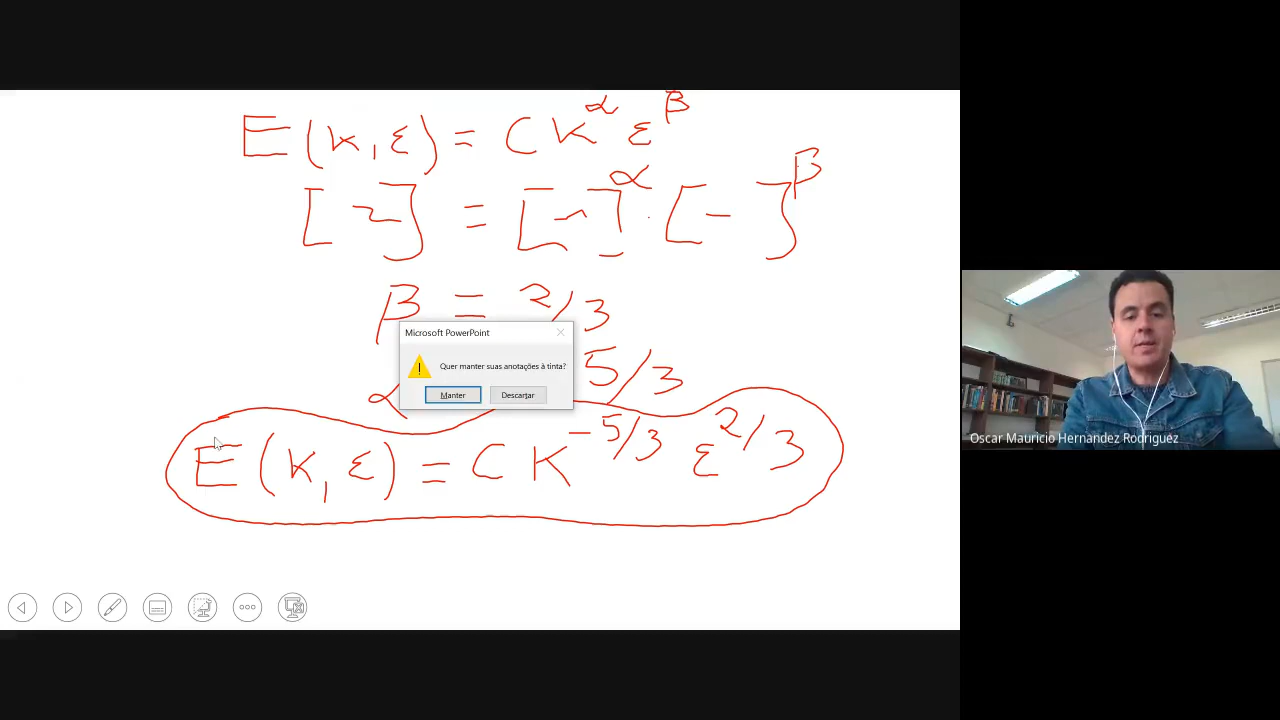 E(K,ε) = C K^α ε^β
[~] = [~]^α · [-]^β
β = 2/3
Microsoft PowerPoint
Quer manter suas anotações à tinta?
Manter Descartar
α 5/3
E(K,ε) = C K^-5/3 ε^2/3
Oscar Mauricio Hernandez Rodriguez